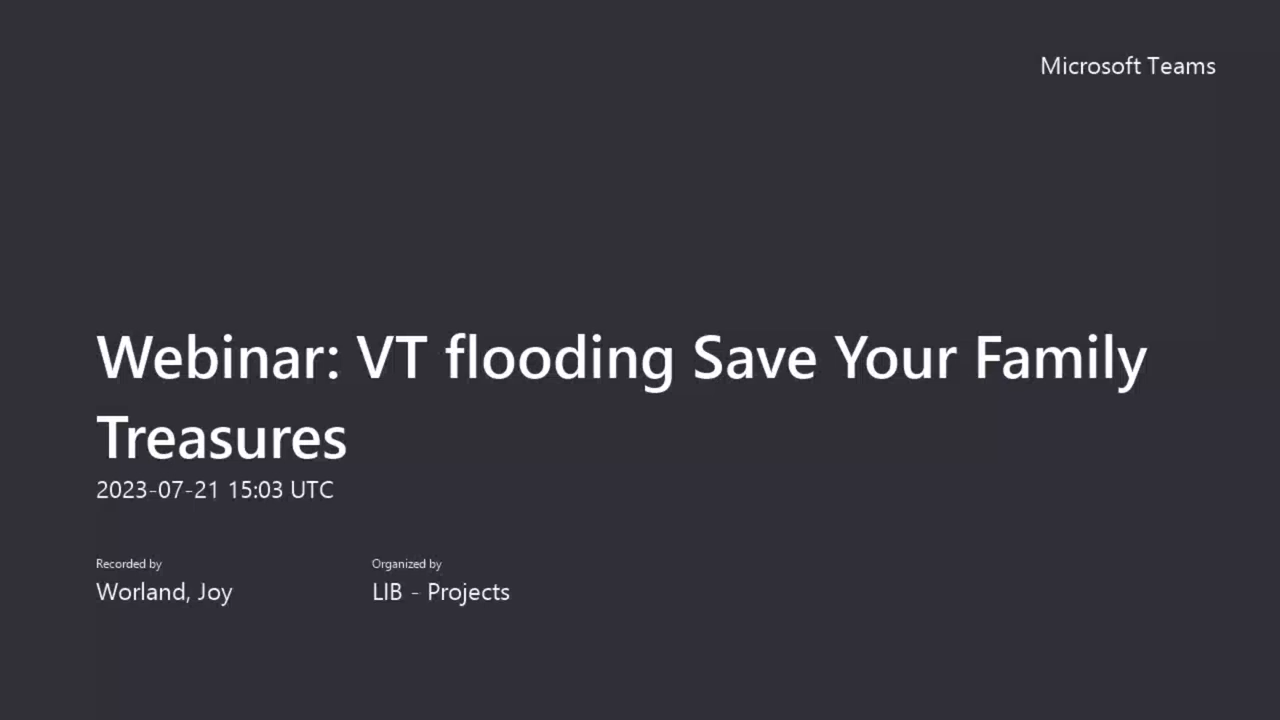 Microsoft Teams
Webinar: VT flooding Save Your Family
Treasures
2023-07-21 15:03 UTC
Recorded by
Organized by
Worland, Joy
LIB - Projects